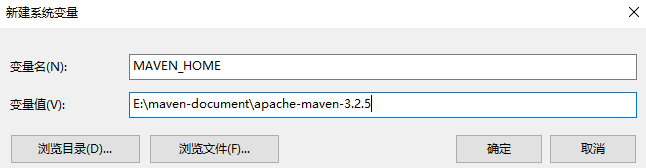 新建系统变量
变量名(N): MAVEN_HOME
变量值(V): E:\maven-document\apache-maven-3.2.5
浏览目录(D)... 浏览文件(F)... 确定 取消